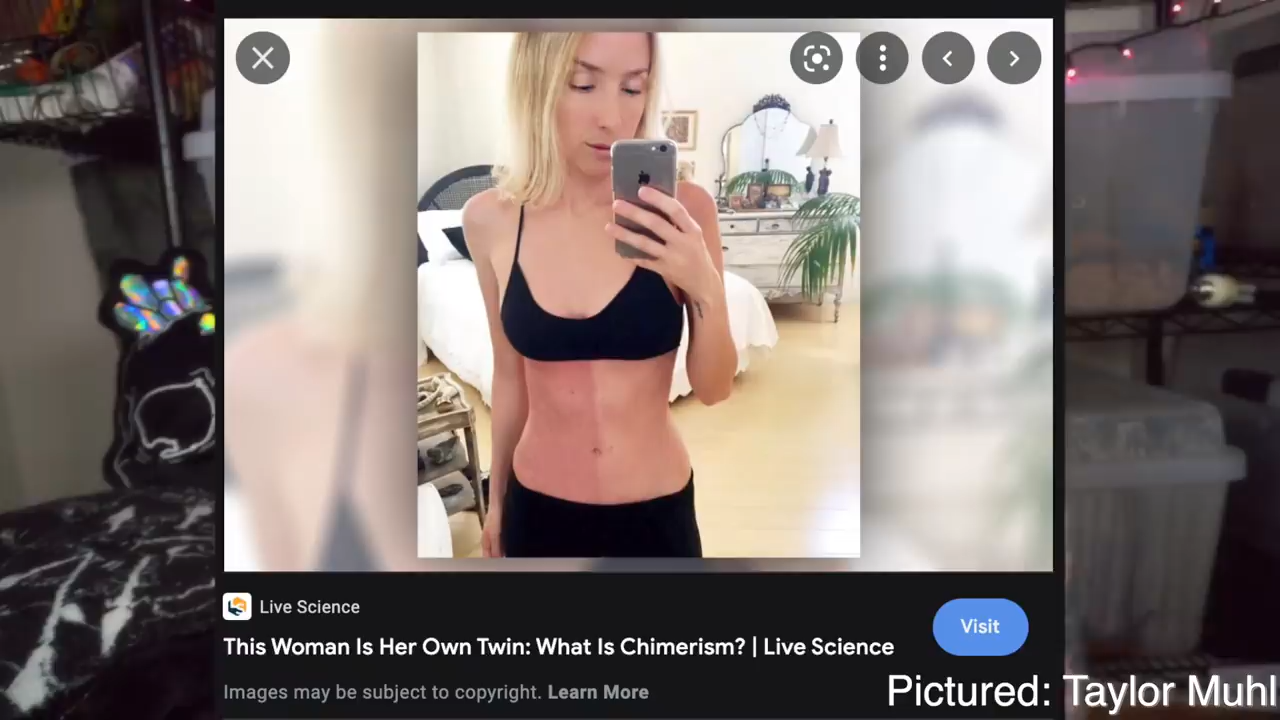 Live Science
This Woman Is Her Own Twin: What Is Chimerism? | Live Science
Visit
Images may be subject to copyright. Learn More
Pictured: Taylor Muhl